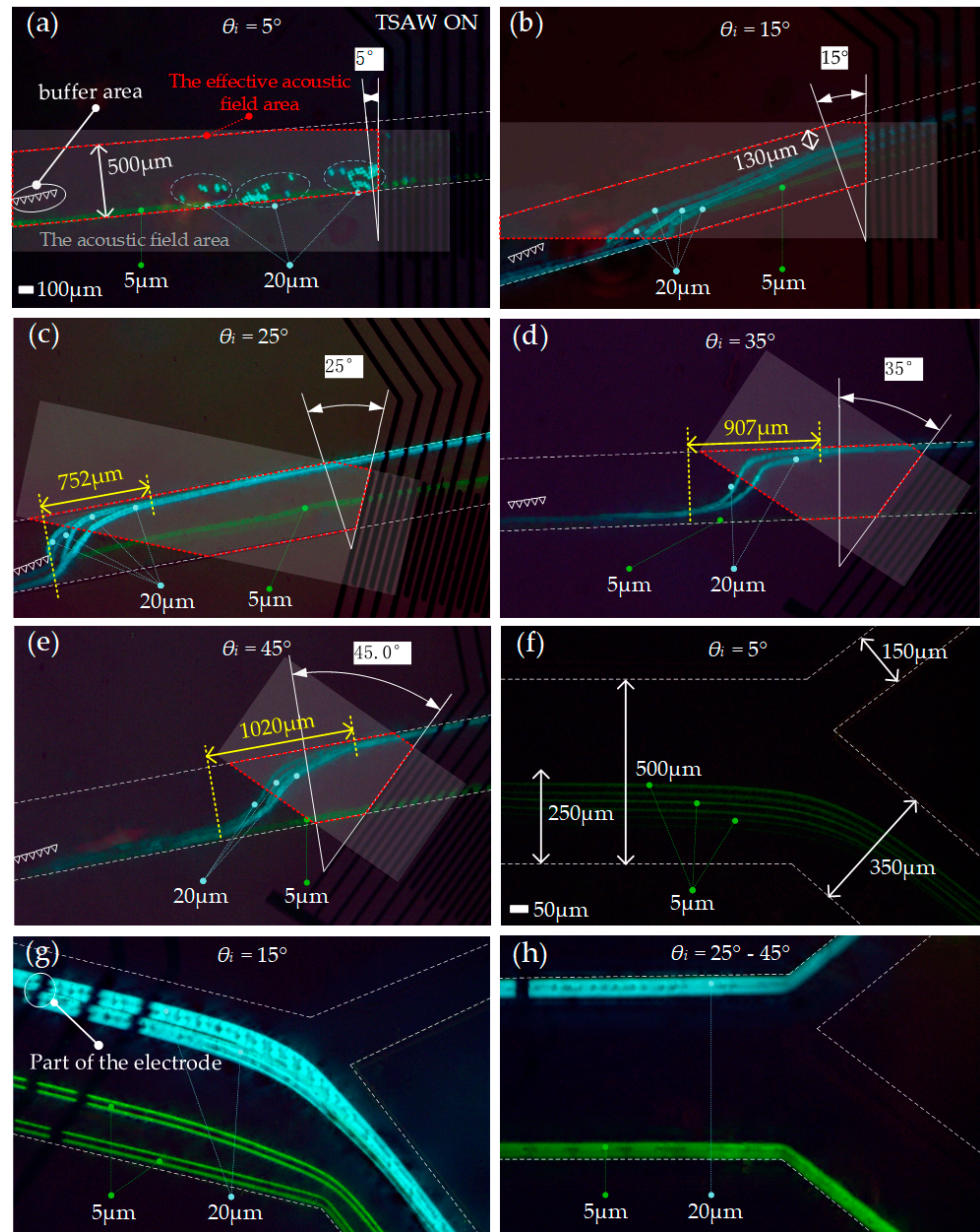 (a)
θi = 5°
TSAW ON
5°
The effective acoustic
field area
buffer area
500μm
The acoustic field area
100μm
5μm
20μm
(b)
θi = 15°
15°
130μm
20μm
5μm
(c)
θi = 25°
25°
752μm
20μm
5μm
(d)
θi = 35°
35°
907μm
5μm
20μm
(e)
θi = 45°
45.0°
1020μm
20μm
5μm
(f)
θi = 5°
150μm
500μm
250μm
350μm
50μm
5μm
(g)
θi = 15°
Part of the electrode
5μm
20μm
(h)
θi = 25° - 45°
5μm
20μm